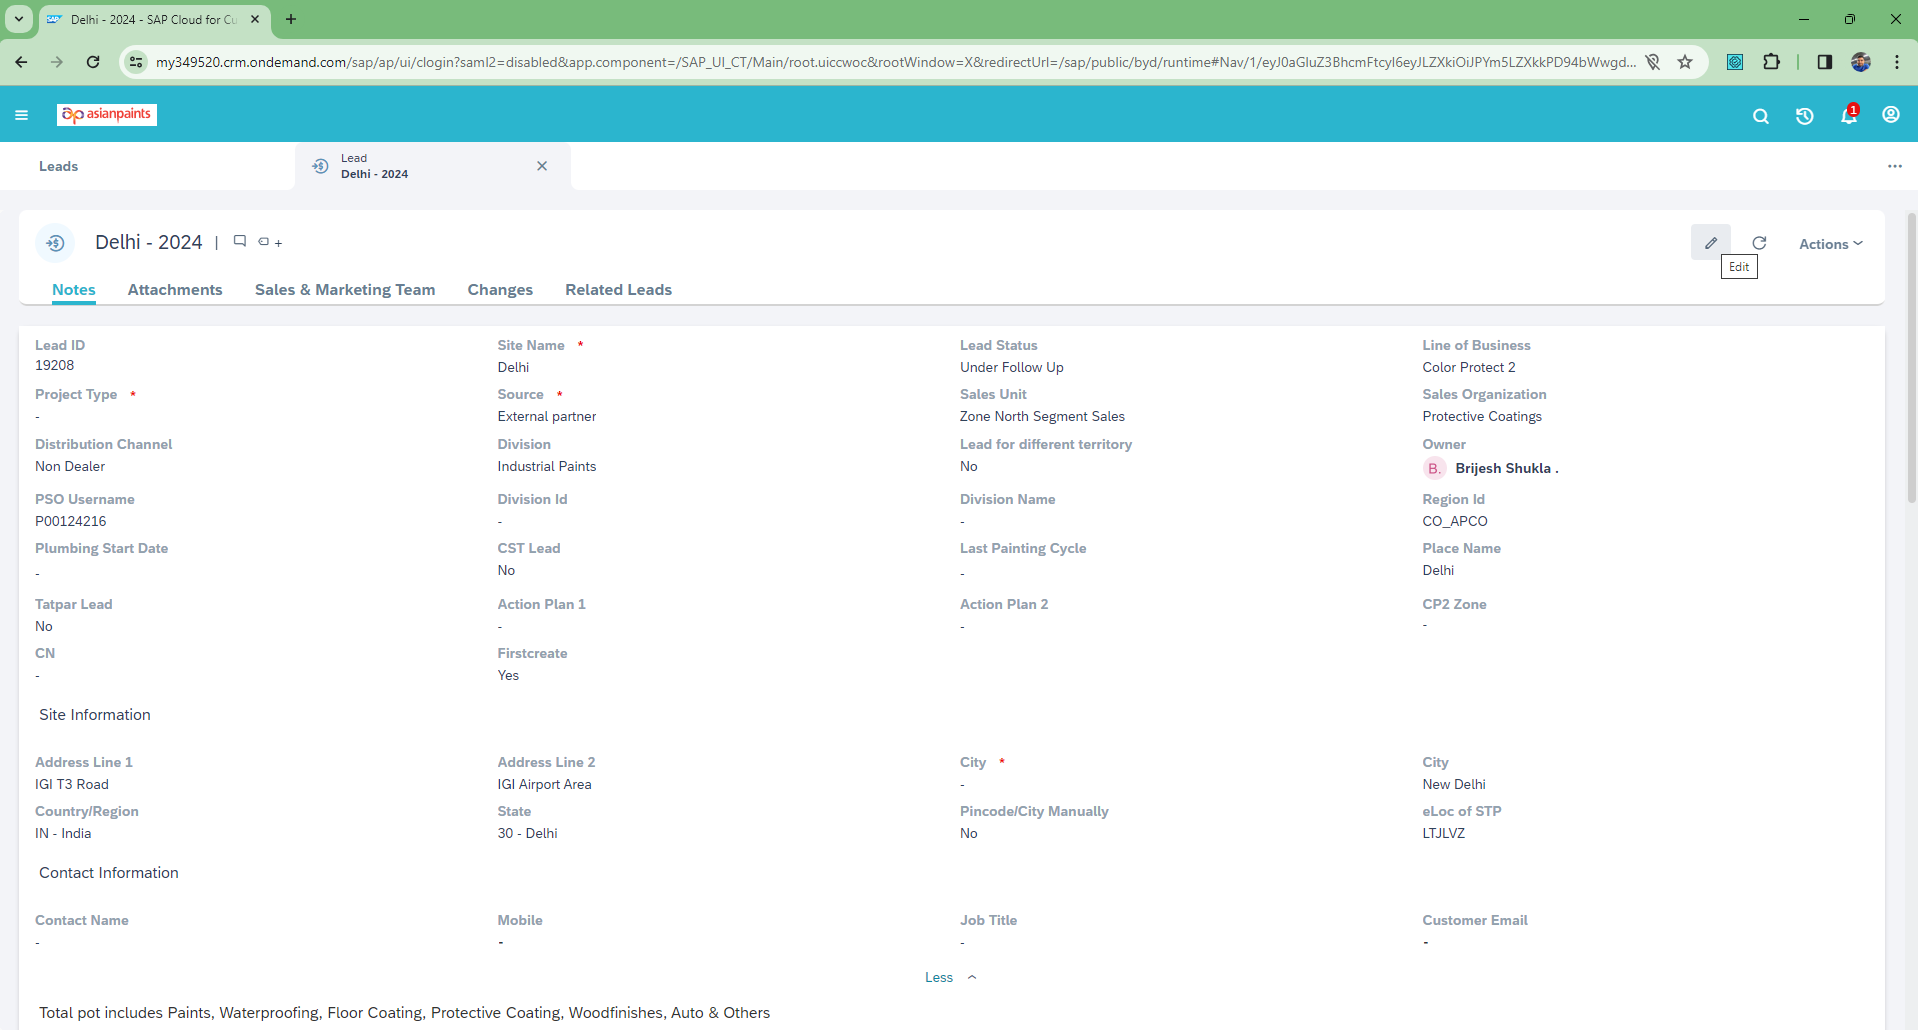 Delhi - 2024 - SAP Cloud for Cu
my349520.crm.ondemand.com/sap/ap/ui/clogin?saml2=disabled&app.component=/SAP_UI_CT/Main/root.uiccwoc&rootWindow=X&redirectUrl=/sap/public/byd/runtime#Nav/1/eyJ0aGluZ3BhcmFtcyI6eyJLZXkiOiJPYm5LZXkkPD94bWwgd...
asianpaints
1
Leads
Lead
Delhi - 2024
Delhi - 2024 |
Actions
Edit
Notes Attachments Sales & Marketing Team Changes Related Leads
Lead ID Site Name * Lead Status Line of Business
19208 Delhi Under Follow Up Color Protect 2
Project Type * Source * Sales Unit Sales Organization
- External partner Zone North Segment Sales Protective Coatings
Distribution Channel Division Lead for different territory Owner
Non Dealer Industrial Paints No B. Brijesh Shukla .
PSO Username Division Id Division Name Region Id
P00124216 - - CO_APCO
Plumbing Start Date CST Lead Last Painting Cycle Place Name
- No - Delhi
Tatpar Lead Action Plan 1 Action Plan 2 CP2 Zone
No - - -
CN Firstcreate
- Yes
Site Information
Address Line 1 Address Line 2 City * City
IGI T3 Road IGI Airport Area - New Delhi
Country/Region State Pincode/City Manually eLoc of STP
IN - India 30 - Delhi No LTJLVZ
Contact Information
Contact Name Mobile Job Title Customer Email
- - - -
Less
Total pot includes Paints, Waterproofing, Floor Coating, Protective Coating, Woodfinishes, Auto & Others